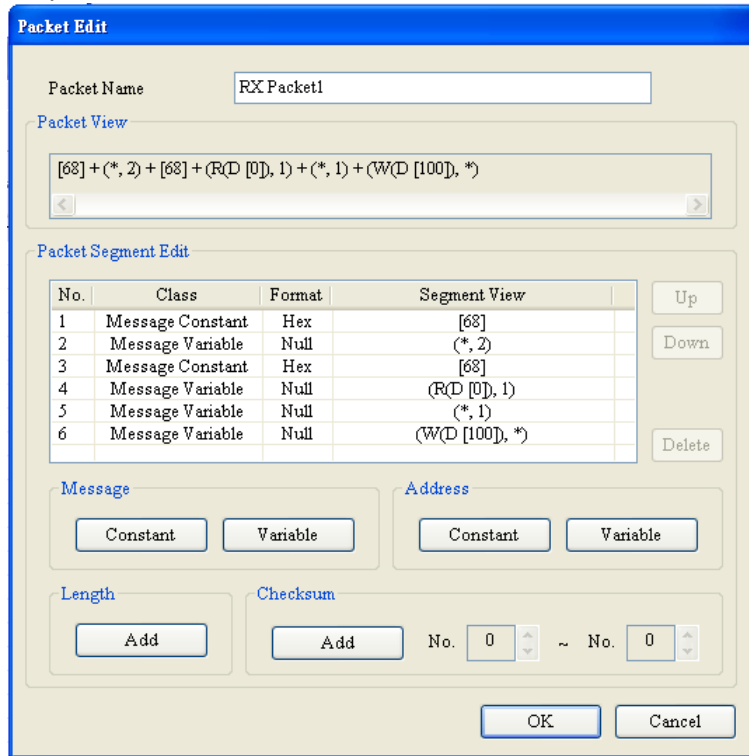 Packet Edit
Packet Name RX Packet1
Packet View
[68] + (*, 2) + [68] + (R(D [0]), 1) + (*, 1) + (W(D [100]), *)
Packet Segment Edit
No. Class Format Segment View
1 Message Constant Hex [68]
2 Message Variable Null (*, 2)
3 Message Constant Hex [68]
4 Message Variable Null (R(D [0]), 1)
5 Message Variable Null (*, 1)
6 Message Variable Null (W(D [100]), *)
Up
Down
Delete
Message
Constant Variable
Address
Constant Variable
Length
Add
Checksum
Add No. 0 ~ No. 0
OK Cancel